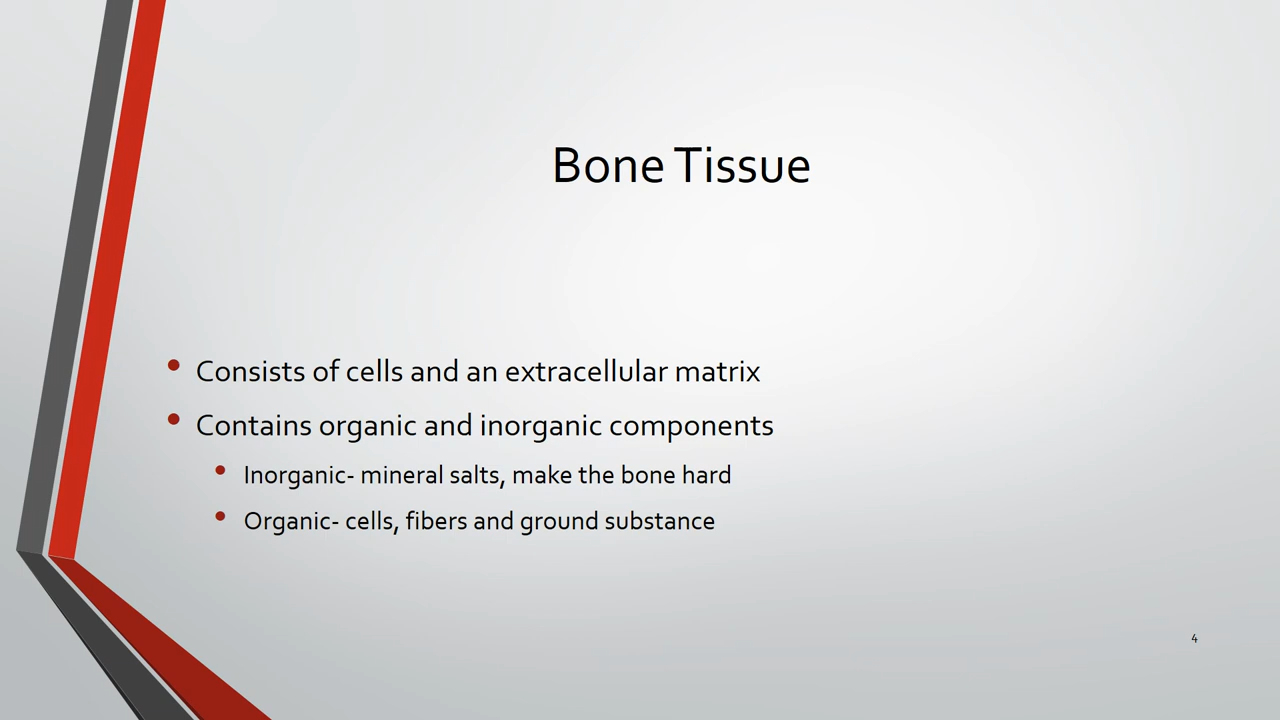 Bone Tissue
• Consists of cells and an extracellular matrix
• Contains organic and inorganic components
• Inorganic- mineral salts, make the bone hard
• Organic- cells, fibers and ground substance
4